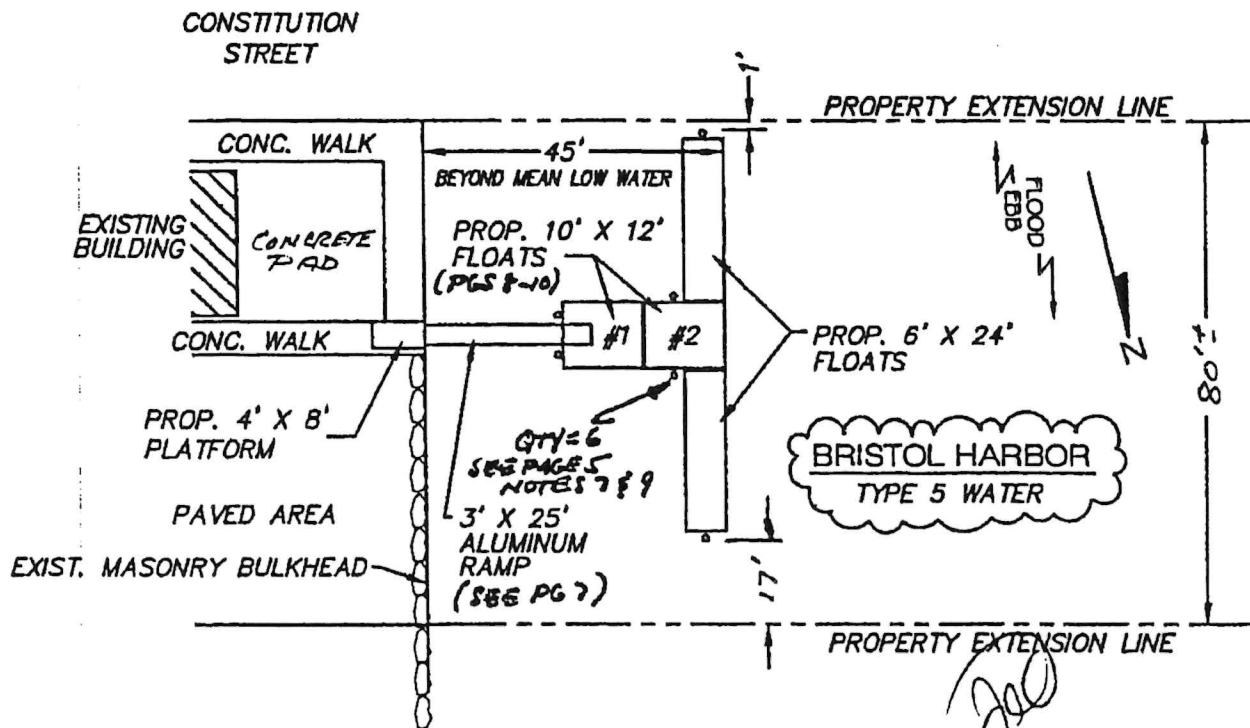 CONSTITUTION
STREET
1'
PROPERTY EXTENSION LINE
CONC. WALK
45'
BEYOND MEAN LOW WATER
FLOOD
EBB
EXISTING
BUILDING
CONCRETE
PAD
PROP. 10' X 12'
FLOATS
(PGS 8-10)
#1
#2
PROP. 6' X 24'
FLOATS
N
80'±
CONC. WALK
PROP. 4' X 8'
PLATFORM
QTY=6
SEE PAGE 5
NOTES 7 & 9
BRISTOL HARBOR
TYPE 5 WATER
PAVED AREA
3' X 25'
ALUMINUM
RAMP
(SEE PG 7)
EXIST. MASONRY BULKHEAD
17'
PROPERTY EXTENSION LINE